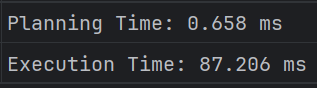 Planning Time: 0.658 ms
Execution Time: 87.206 ms